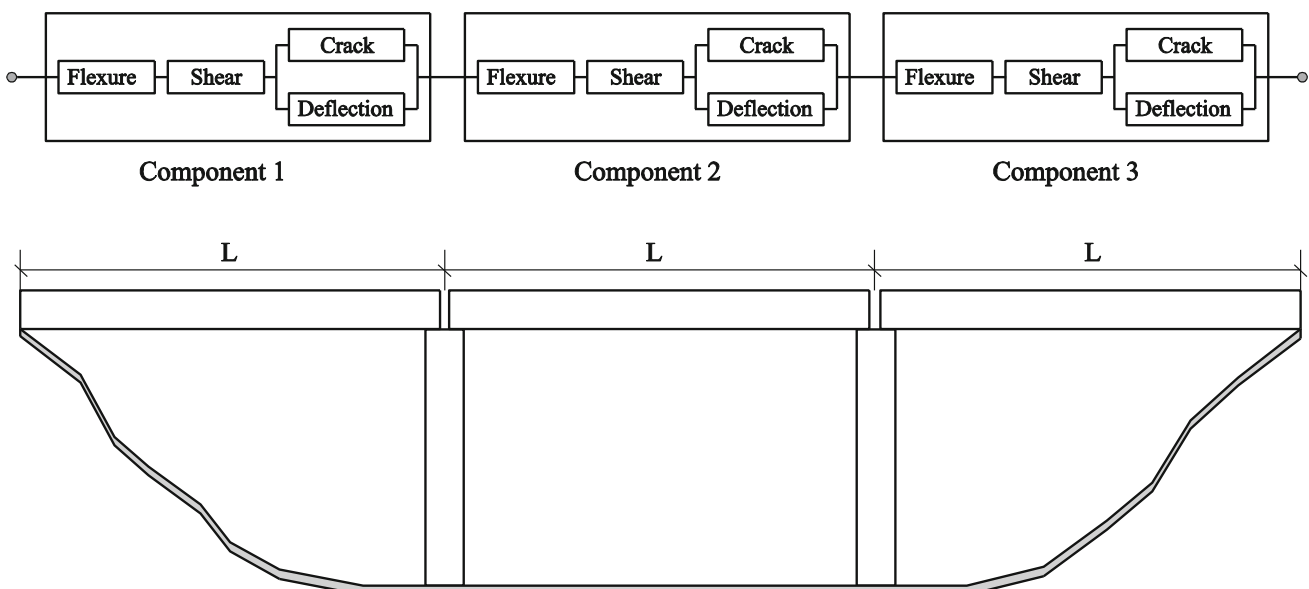 Crack Crack Crack
Flexure Shear Flexure Shear Flexure Shear
Deflection Deflection Deflection
Component 1 Component 2 Component 3
L L L